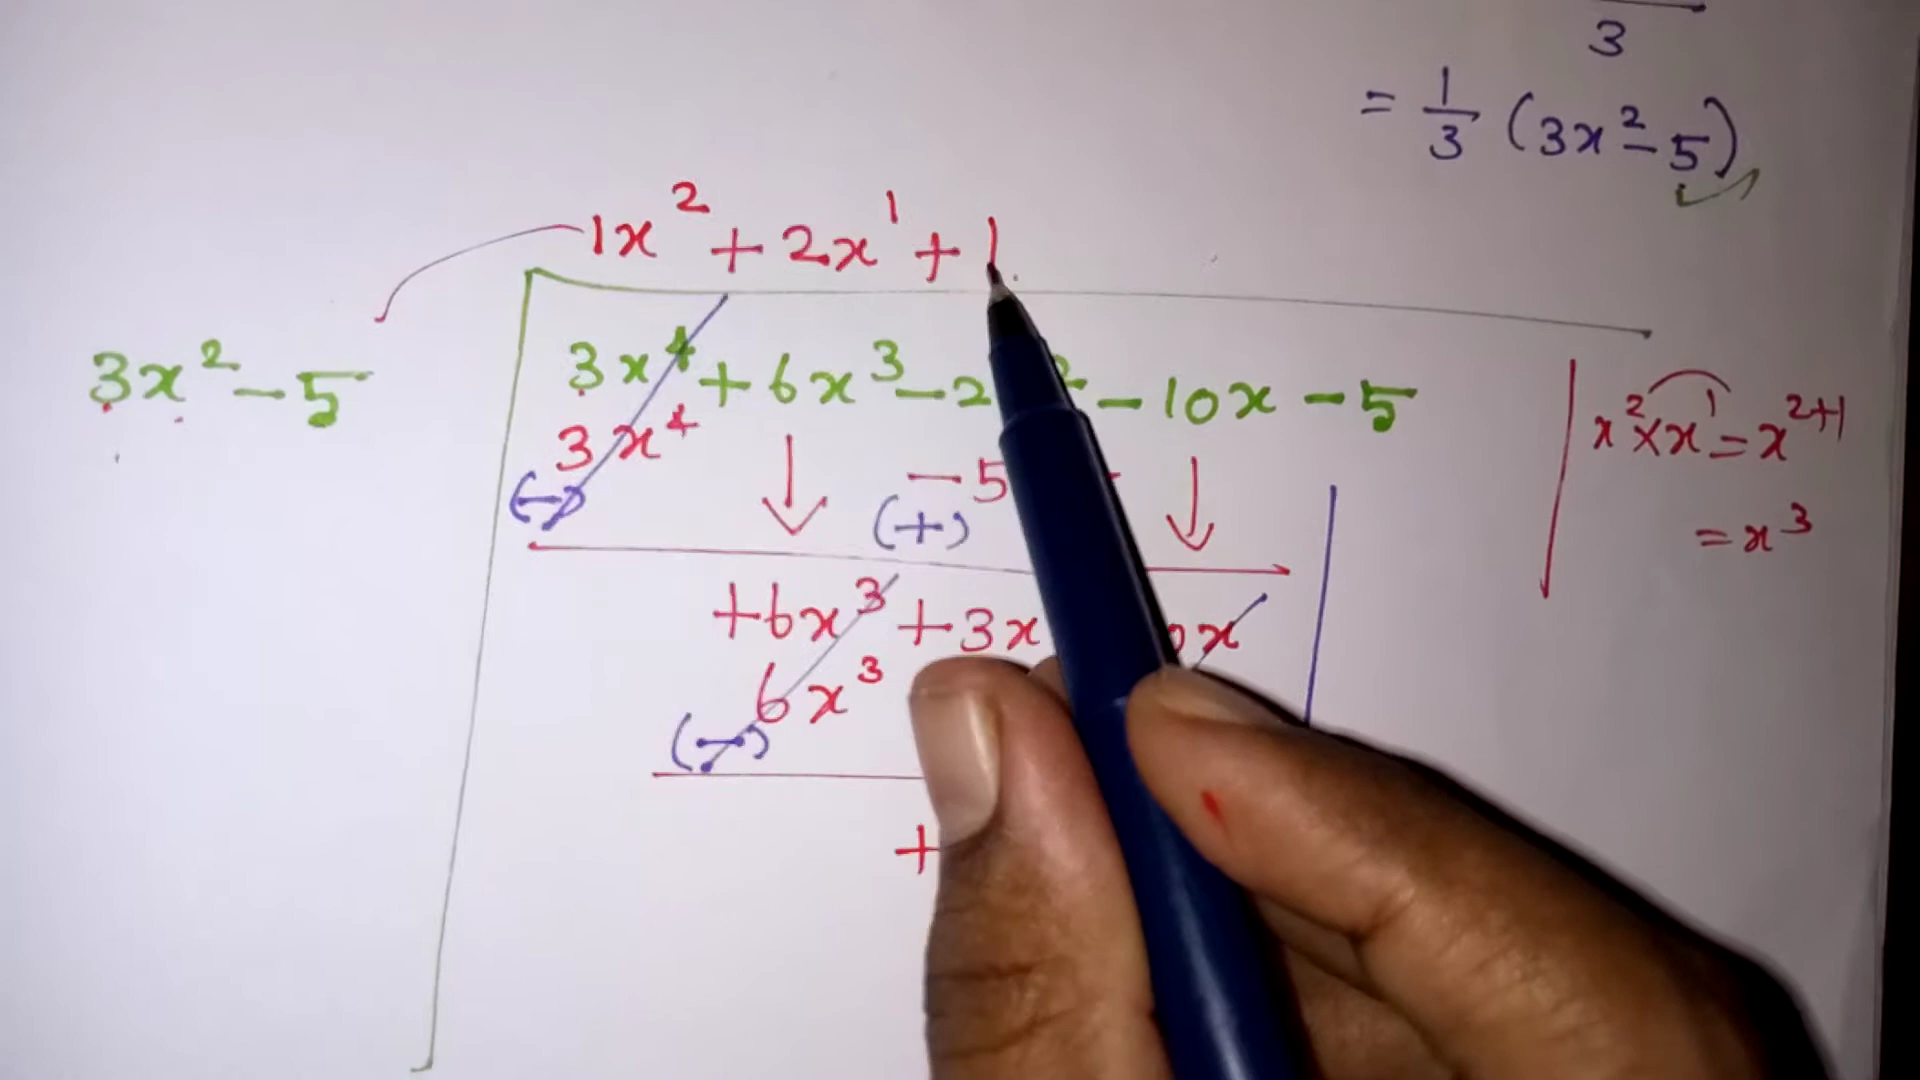 3
= 1/3 (3x² - 5)
1x² + 2x¹ + 1
3x² - 5
3x⁴ + 6x³ - 2 ² - 10x - 5
3x⁴ - 5
(-) (+)
x² × x¹ = x²⁺¹
= x³
+6x³ + 3x x
6x³
(-)
+